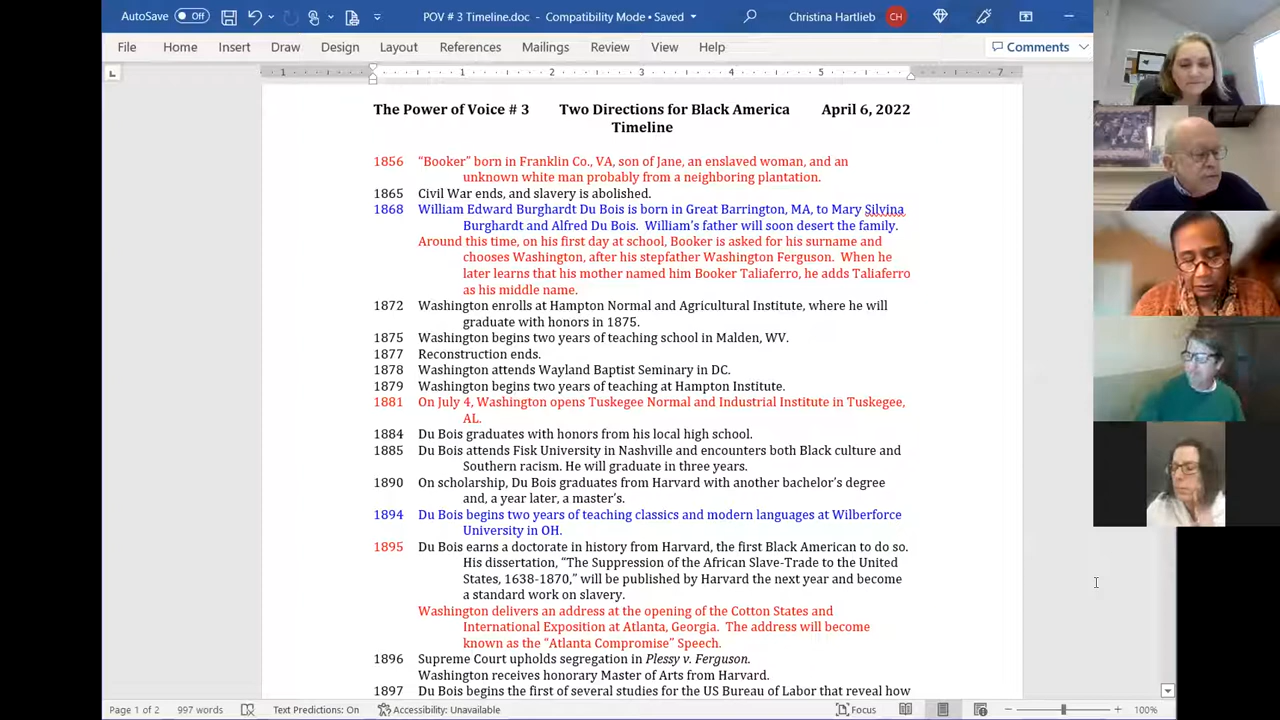 AutoSave Off POV # 3 Timeline.doc - Compatibility Mode • Saved Christina Hartlieb CH
File Home Insert Draw Design Layout References Mailings Review View Help Comments
1 1 2 3 4 5 7
The Power of Voice # 3 Two Directions for Black America April 6, 2022
Timeline
1856 “Booker” born in Franklin Co., VA, son of Jane, an enslaved woman, and an
unknown white man probably from a neighboring plantation.
1865 Civil War ends, and slavery is abolished.
1868 William Edward Burghardt Du Bois is born in Great Barrington, MA, to Mary Silvina
Burghardt and Alfred Du Bois. William’s father will soon desert the family.
Around this time, on his first day at school, Booker is asked for his surname and
chooses Washington, after his stepfather Washington Ferguson. When he
later learns that his mother named him Booker Taliaferro, he adds Taliaferro
as his middle name.
1872 Washington enrolls at Hampton Normal and Agricultural Institute, where he will
graduate with honors in 1875.
1875 Washington begins two years of teaching school in Malden, WV.
1877 Reconstruction ends.
1878 Washington attends Wayland Baptist Seminary in DC.
1879 Washington begins two years of teaching at Hampton Institute.
1881 On July 4, Washington opens Tuskegee Normal and Industrial Institute in Tuskegee,
AL.
1884 Du Bois graduates with honors from his local high school.
1885 Du Bois attends Fisk University in Nashville and encounters both Black culture and
Southern racism. He will graduate in three years.
1890 On scholarship, Du Bois graduates from Harvard with another bachelor’s degree
and, a year later, a master’s.
1894 Du Bois begins two years of teaching classics and modern languages at Wilberforce
University in OH.
1895 Du Bois earns a doctorate in history from Harvard, the first Black American to do so.
His dissertation, “The Suppression of the African Slave-Trade to the United
States, 1638-1870,” will be published by Harvard the next year and become
a standard work on slavery.
Washington delivers an address at the opening of the Cotton States and
International Exposition at Atlanta, Georgia. The address will become
known as the “Atlanta Compromise” Speech.
1896 Supreme Court upholds segregation in Plessy v. Ferguson.
Washington receives honorary Master of Arts from Harvard.
1897 Du Bois begins the first of several studies for the US Bureau of Labor that reveal how
Page 1 of 2 997 words Text Predictions: On Accessibility: Unavailable Focus 100%